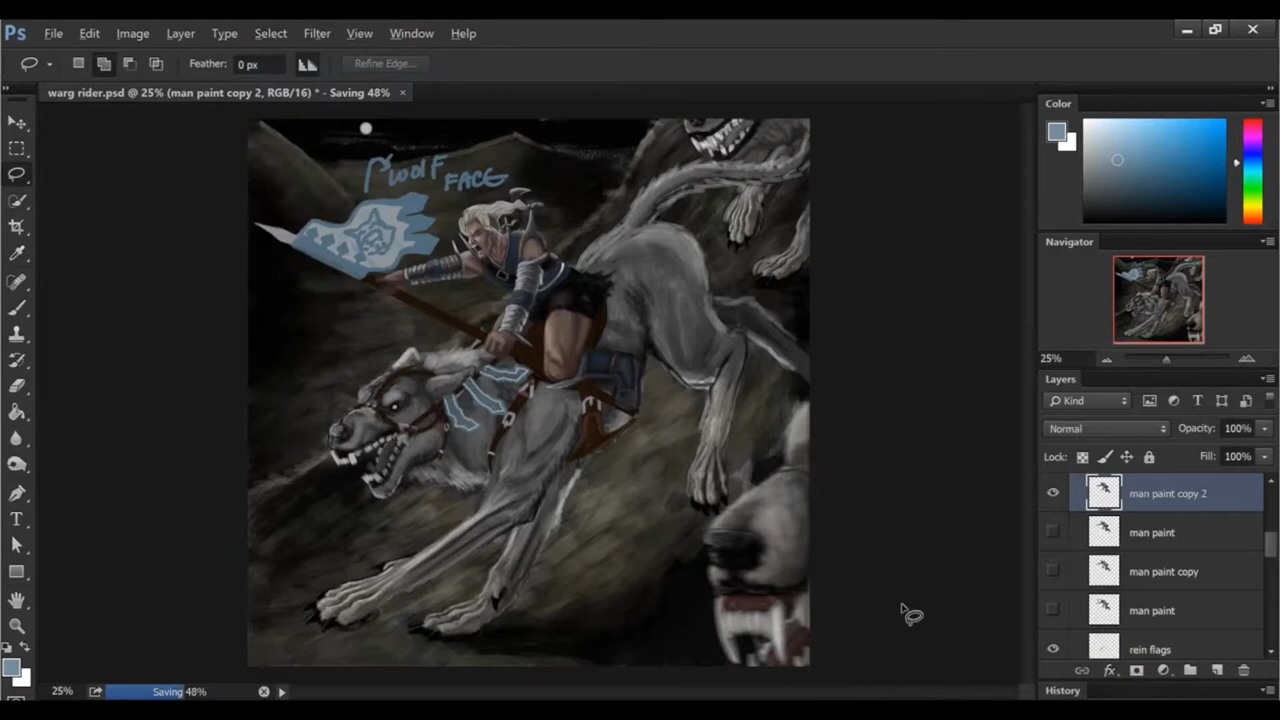 Ps File Edit Image Layer Type Select Filter View Window Help
Feather: 0 px Refine Edge...
warg rider.psd @ 25% (man paint copy 2, RGB/16) * - Saving 48% ×
Color
WOLF
FACE
Navigator
25%
Layers
Kind
Normal Opacity: 100%
Lock: Fill: 100%
man paint copy 2
man paint
man paint copy
man paint
rein flags
25% Saving 48%
History